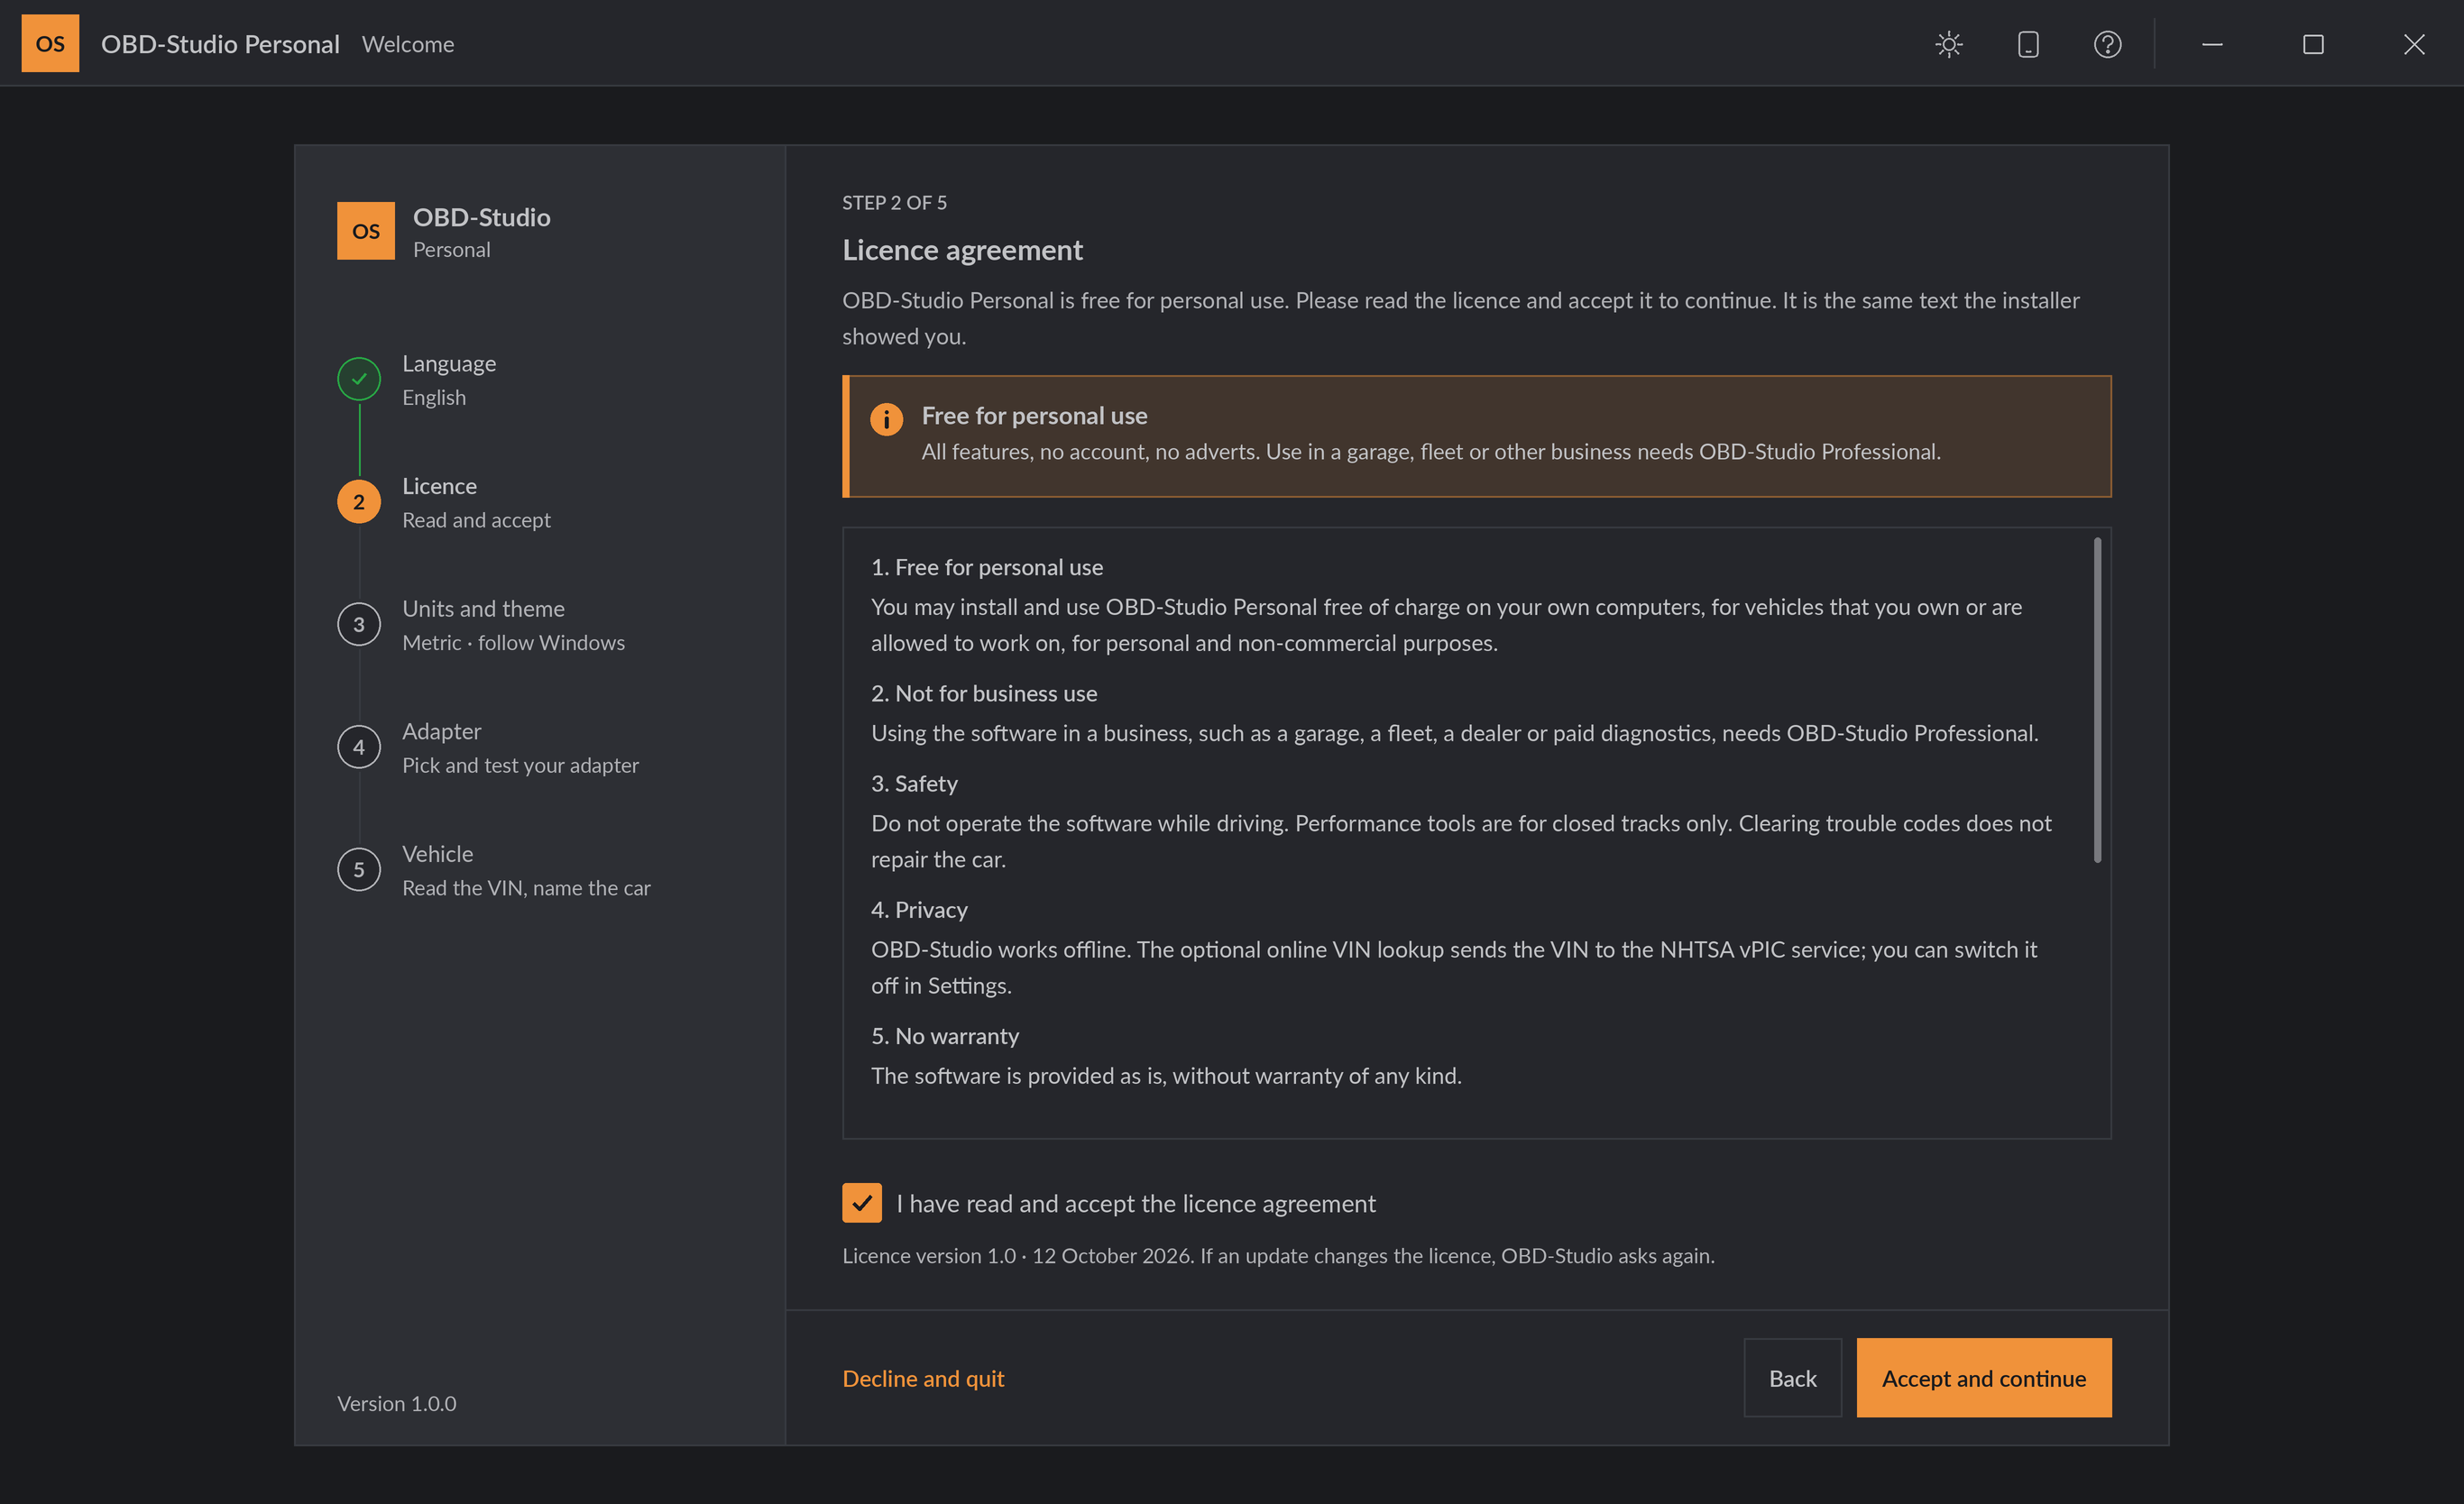 OS OBD-Studio Personal Welcome
OS OBD-Studio
Personal
Language
English
2 Licence
Read and accept
3 Units and theme
Metric · follow Windows
4 Adapter
Pick and test your adapter
5 Vehicle
Read the VIN, name the car
Version 1.0.0
STEP 2 OF 5
Licence agreement
OBD-Studio Personal is free for personal use. Please read the licence and accept it to continue. It is the same text the installer
showed you.
Free for personal use
All features, no account, no adverts. Use in a garage, fleet or other business needs OBD-Studio Professional.
1. Free for personal use
You may install and use OBD-Studio Personal free of charge on your own computers, for vehicles that you own or are
allowed to work on, for personal and non-commercial purposes.
2. Not for business use
Using the software in a business, such as a garage, a fleet, a dealer or paid diagnostics, needs OBD-Studio Professional.
3. Safety
Do not operate the software while driving. Performance tools are for closed tracks only. Clearing trouble codes does not
repair the car.
4. Privacy
OBD-Studio works offline. The optional online VIN lookup sends the VIN to the NHTSA vPIC service; you can switch it
off in Settings.
5. No warranty
The software is provided as is, without warranty of any kind.
I have read and accept the licence agreement
Licence version 1.0 · 12 October 2026. If an update changes the licence, OBD-Studio asks again.
Decline and quit
Back
Accept and continue